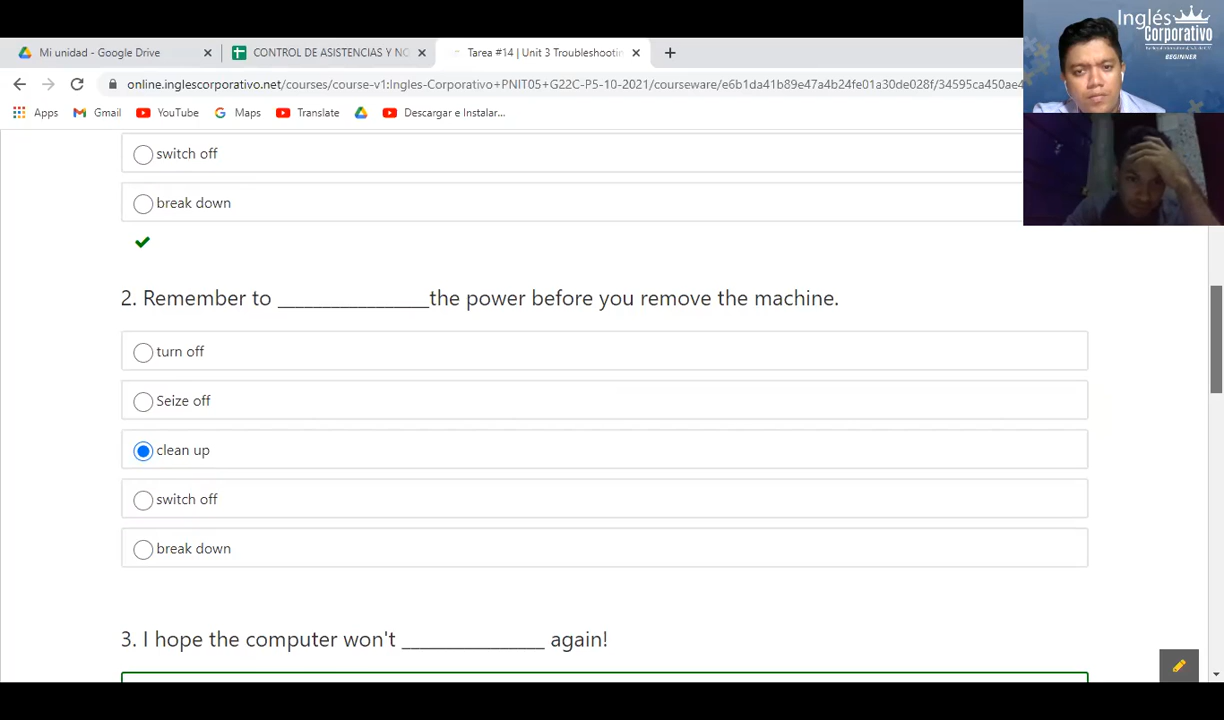 Mi unidad - Google Drive
CONTROL DE ASISTENCIAS Y NO
Tarea #14 | Unit 3 Troubleshootin
online.inglescorporativo.net/courses/course-v1:Ingles-Corporativo+PNIT05+G22C-P5-10-2021/courseware/e6b1da41b89e47a4b24fe01a30de028f/34595ca450ae4
Apps
Gmail
YouTube
Maps
Translate
Descargar e Instalar...
Inglés
Corporativo
BEGINNER
switch off
break down
2. Remember to ________________the power before you remove the machine.
turn off
Seize off
clean up
switch off
break down
3. I hope the computer won't _______________ again!